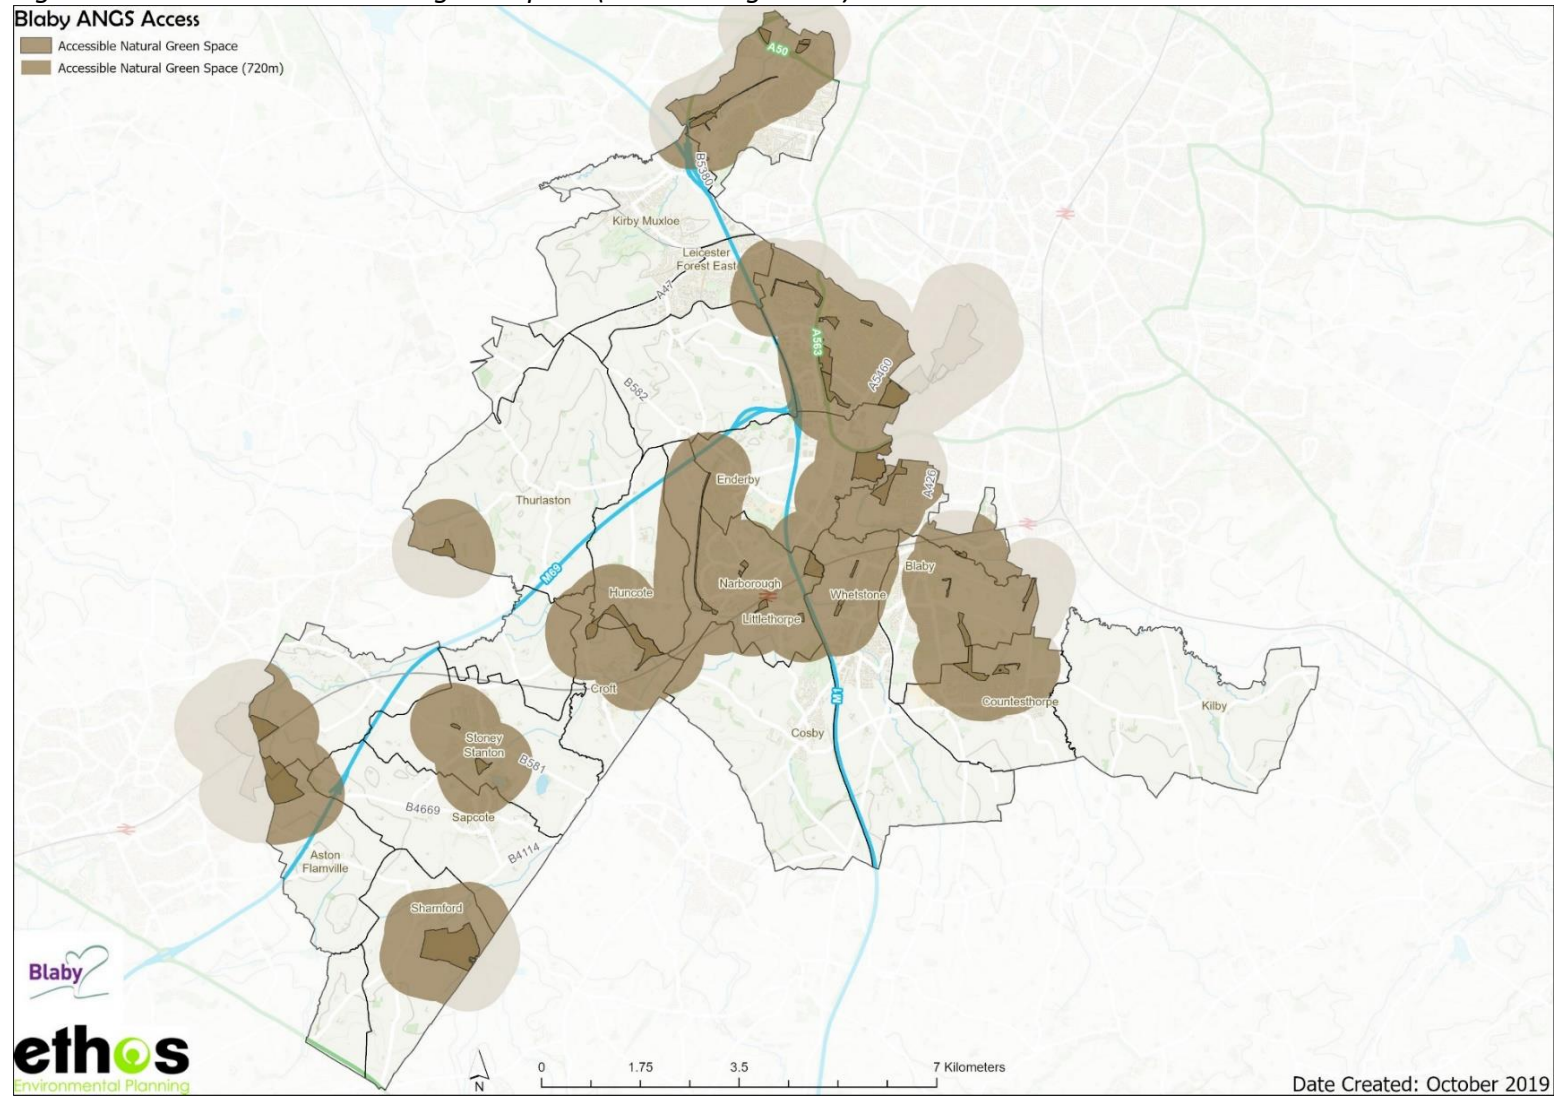 Blaby ANGS Access
Accessible Natural Green Space
Accessible Natural Green Space (720m)
A50
B5380
Kirby Muxloe
Leicester
Forest East
A47
A563
A5460
B582
Enderby
A426
Thurlaston
M69
Blaby
Huncote
Narborough
Whetstone
Littlethorpe
Croft
M1
Countesthorpe
Kilby
Cosby
Stoney
Stanton
B581
B4669
Sapcote
B4114
Aston
Flamville
Sharnford
Blaby
ethos
Environmental Planning
N
0 1.75 3.5 7 Kilometers
Date Created: October 2019